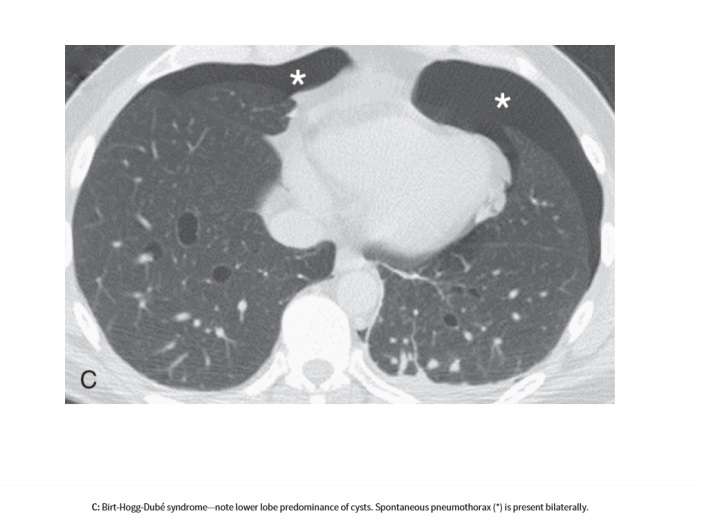 *
*
C
C: Birt-Hogg-Dubé syndrome—note lower lobe predominance of cysts. Spontaneous pneumothorax (*) is present bilaterally.